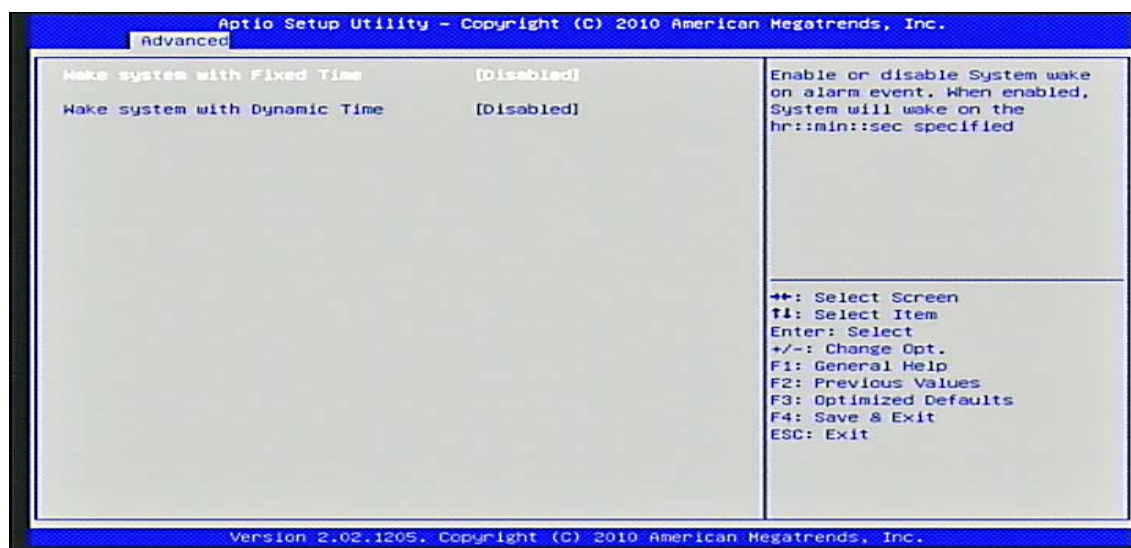 Aptio Setup Utility – Copyright (C) 2010 American Megatrends, Inc.
Advanced
Wake system with Fixed Time [Disabled]
Wake system with Dynamic Time [Disabled]
Enable or disable System wake
on alarm event. When enabled,
System will wake on the
hr::min::sec specified
→←: Select Screen
↑↓: Select Item
Enter: Select
+/-: Change Opt.
F1: General Help
F2: Previous Values
F3: Optimized Defaults
F4: Save & Exit
ESC: Exit
Version 2.02.1205. Copyright (C) 2010 American Megatrends, Inc.